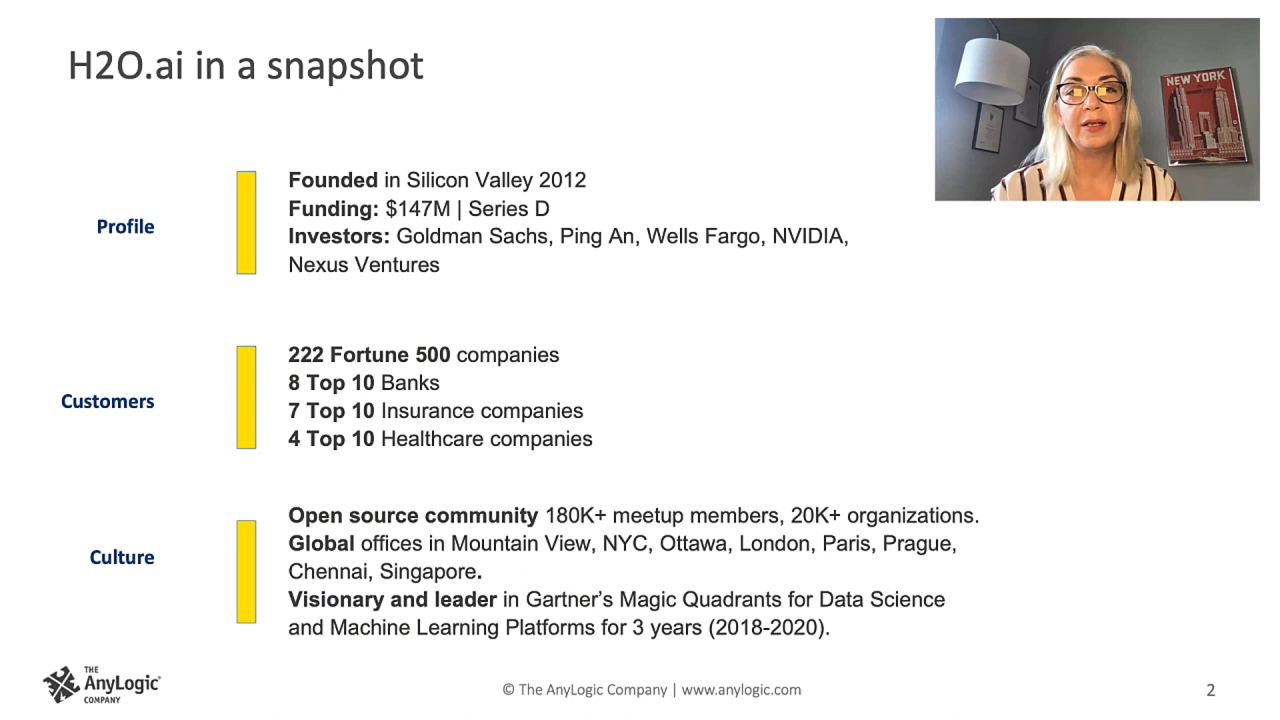 H2O.ai in a snapshot
NEW YORK
Profile
Founded in Silicon Valley 2012
Funding: $147M | Series D
Investors: Goldman Sachs, Ping An, Wells Fargo, NVIDIA,
Nexus Ventures
Customers
222 Fortune 500 companies
8 Top 10 Banks
7 Top 10 Insurance companies
4 Top 10 Healthcare companies
Culture
Open source community 180K+ meetup members, 20K+ organizations.
Global offices in Mountain View, NYC, Ottawa, London, Paris, Prague,
Chennai, Singapore.
Visionary and leader in Gartner’s Magic Quadrants for Data Science
and Machine Learning Platforms for 3 years (2018-2020).
THE
AnyLogic®
COMPANY
© The AnyLogic Company | www.anylogic.com
2